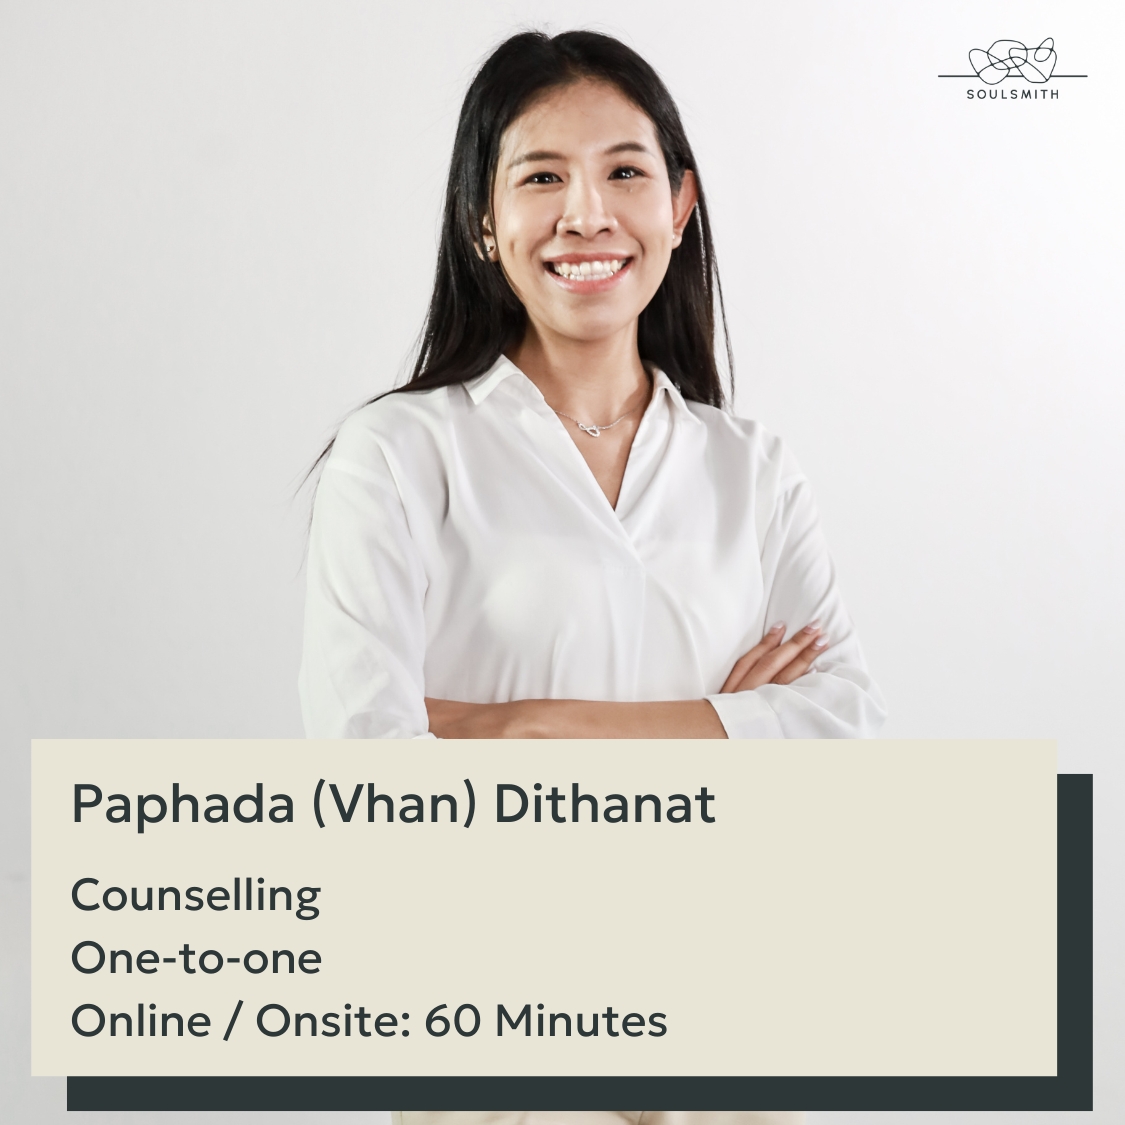 SOULSMITH
Paphada (Vhan) Dithanat
Counselling
One-to-one
Online / Onsite: 60 Minutes